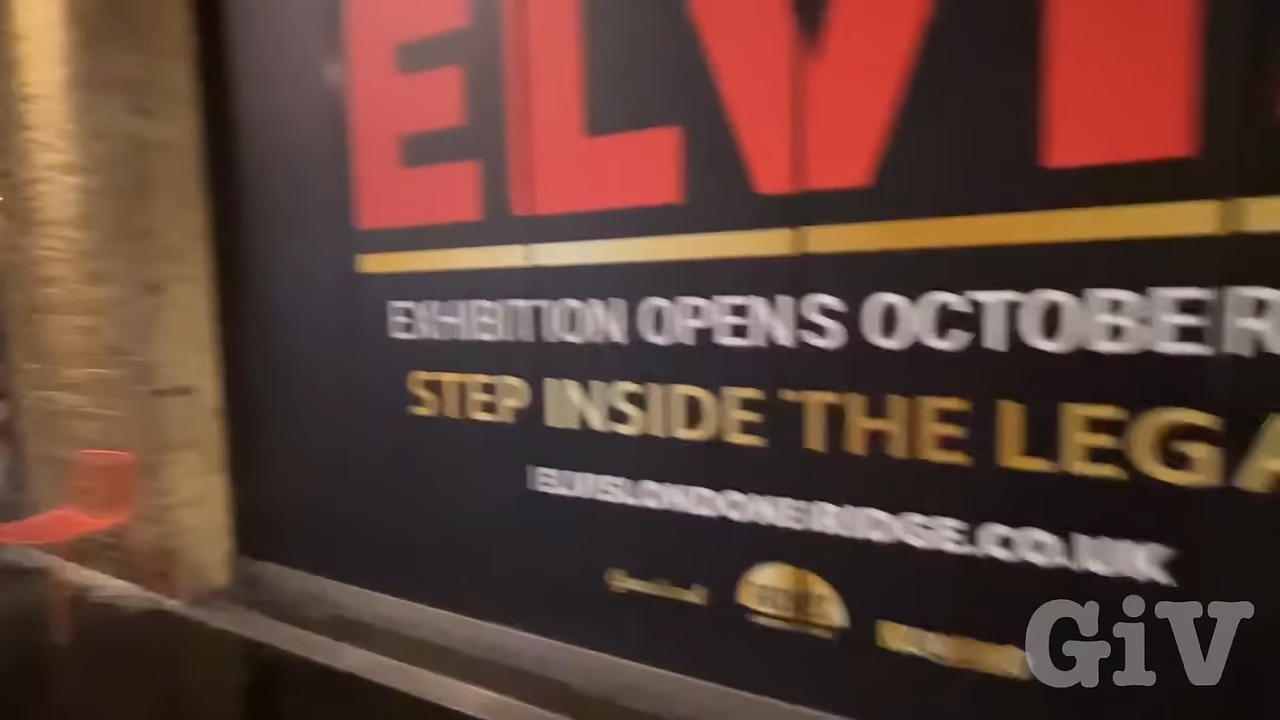 ELVI
EXHIBITION OPENS OCTOBER
STEP INSIDE THE LEGA
ELVISLONDONBRIDGE.CO.UK
GiV